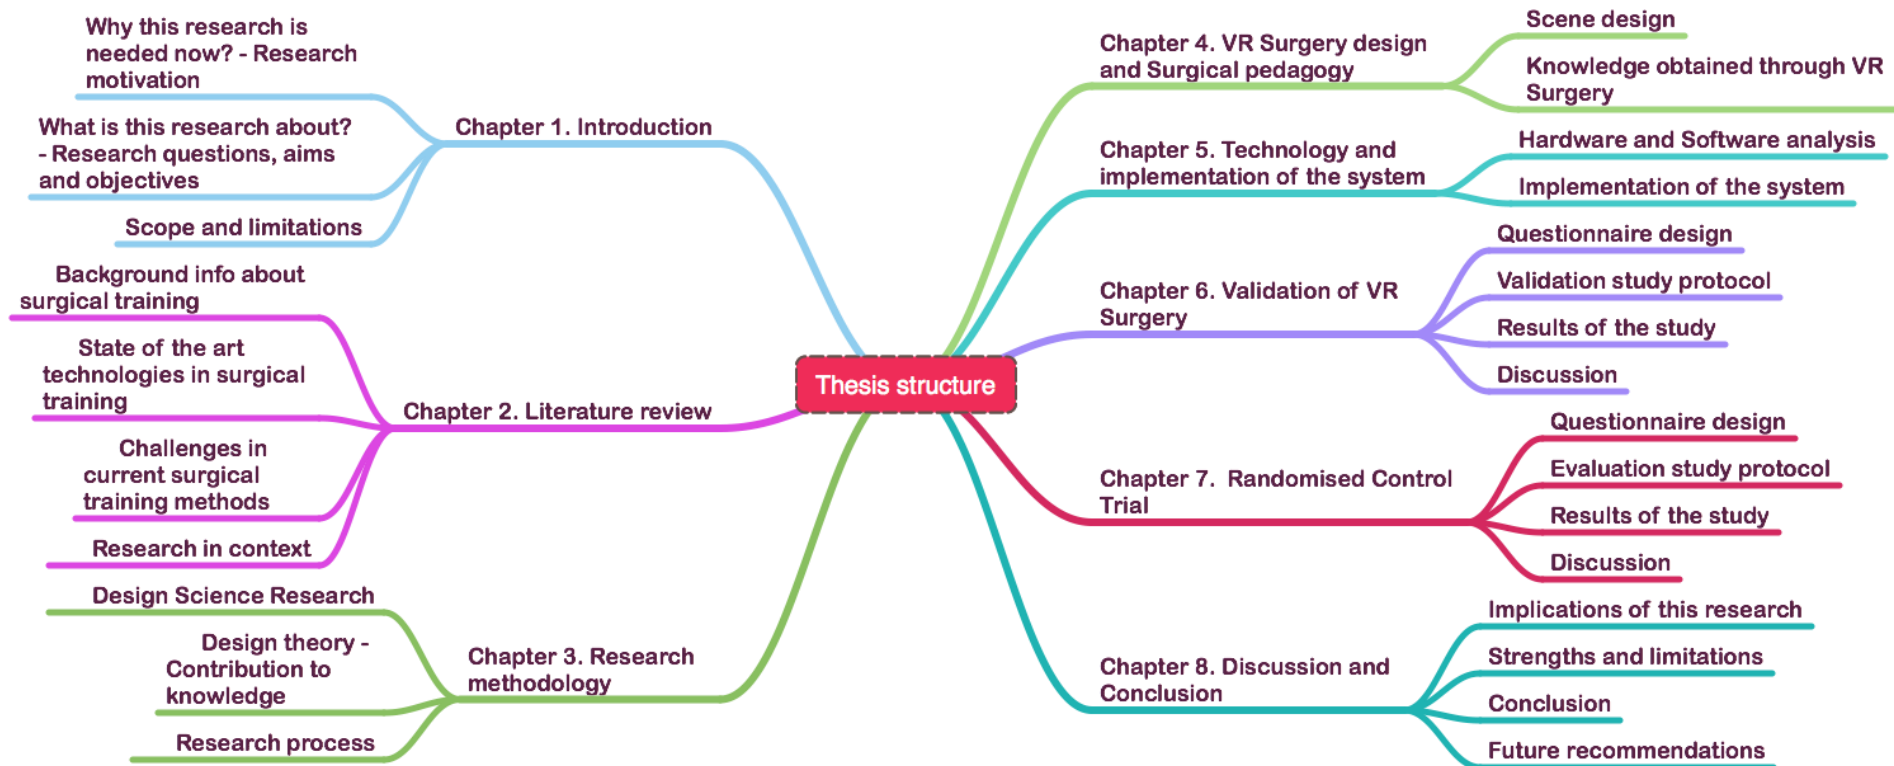 Thesis structure
Why this research is
needed now? - Research
motivation
What is this research about?
- Research questions, aims
and objectives
Scope and limitations
Chapter 1. Introduction
Background info about
surgical training
State of the art
technologies in surgical
training
Challenges in
current surgical
training methods
Research in context
Chapter 2. Literature review
Design Science Research
Design theory -
Contribution to
knowledge
Research process
Chapter 3. Research
methodology
Chapter 4. VR Surgery design
and Surgical pedagogy
Scene design
Knowledge obtained through VR
Surgery
Chapter 5. Technology and
implementation of the system
Hardware and Software analysis
Implementation of the system
Chapter 6. Validation of VR
Surgery
Questionnaire design
Validation study protocol
Results of the study
Discussion
Chapter 7.  Randomised Control
Trial
Questionnaire design
Evaluation study protocol
Results of the study
Discussion
Chapter 8. Discussion and
Conclusion
Implications of this research
Strengths and limitations
Conclusion
Future recommendations